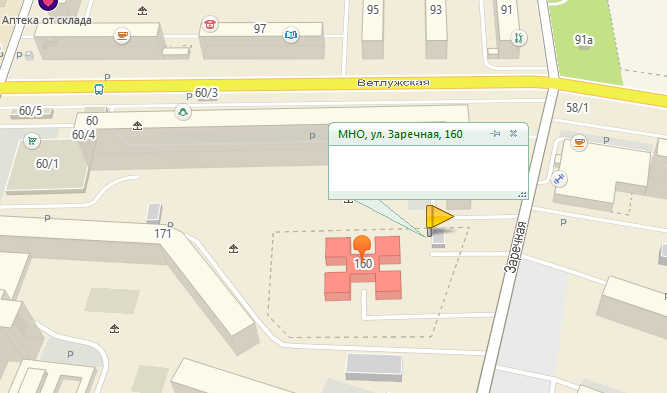 95
93
91
Аптека от склада
97
91а
Р
Р
Ветлужская
60/3
Р
60/5
58/1
60
60/4
МНО, ул. Заречная, 160
Р
Р
60/1
Р
Р
171
Р
Заречная
160
Р
Р